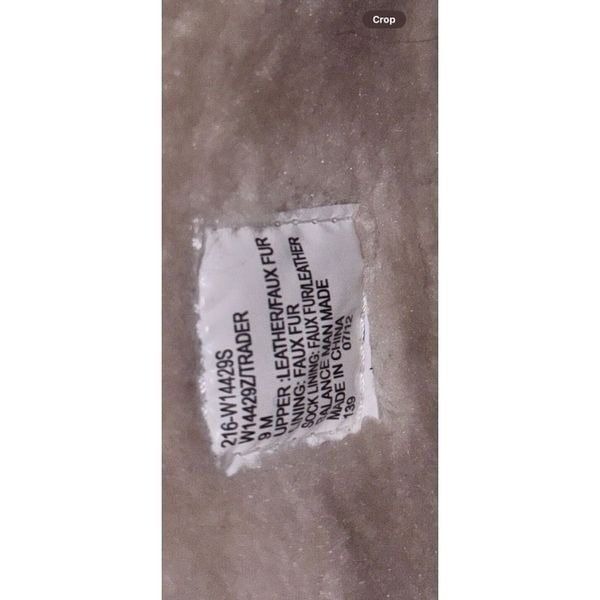 Crop
216-W14429S
W14429Z/TRADER
9 M
UPPER :LEATHER/FAUX FUR
LINING: FAUX FUR
SOCK LINING: FAUX FUR/LEATHER
BALANCE MAN MADE
MADE IN CHINA
139 07/12